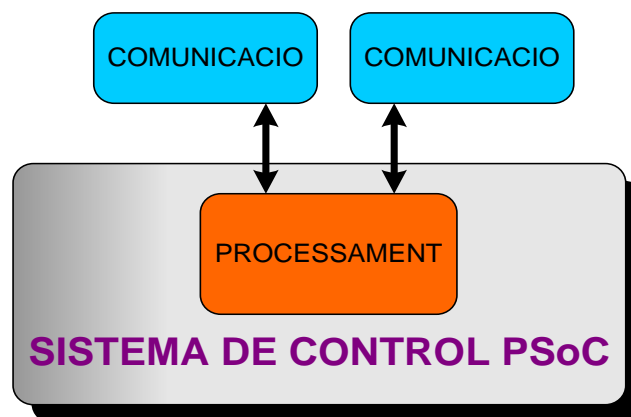 COMUNICACIO
COMUNICACIO
PROCESSAMENT
SISTEMA DE CONTROL PSoC